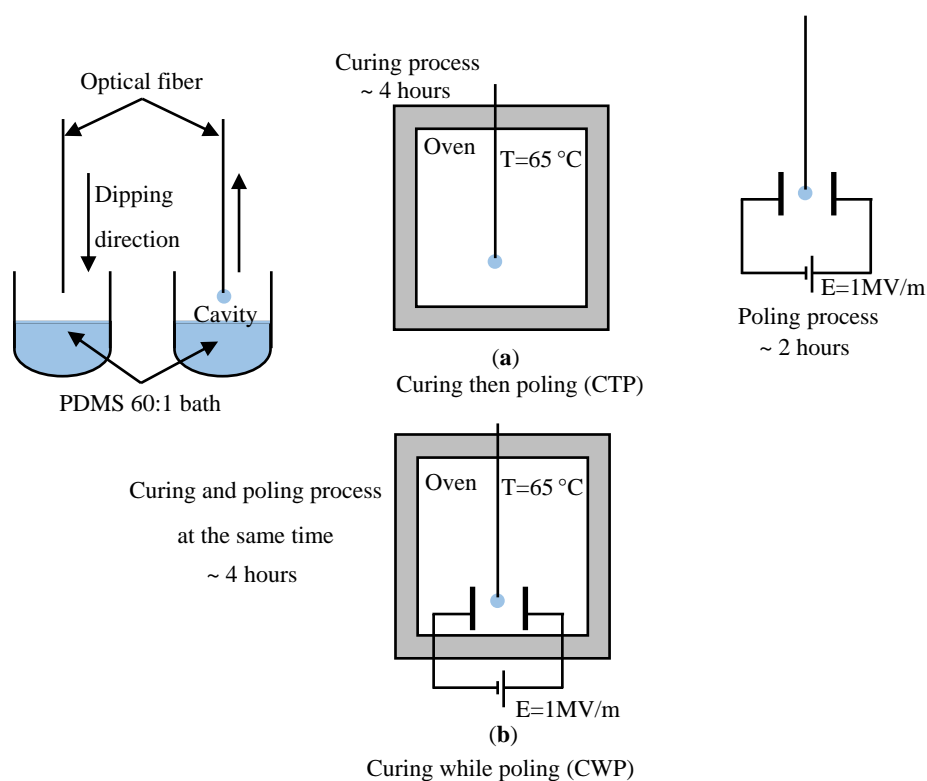 Optical fiber
Dipping
direction
Cavity
PDMS 60:1 bath
Curing process
~ 4 hours
Oven
T=65 °C
E=1MV/m
Poling process
~ 2 hours
(a)
Curing then poling (CTP)
Curing and poling process
at the same time
~ 4 hours
Oven
T=65 °C
E=1MV/m
(b)
Curing while poling (CWP)